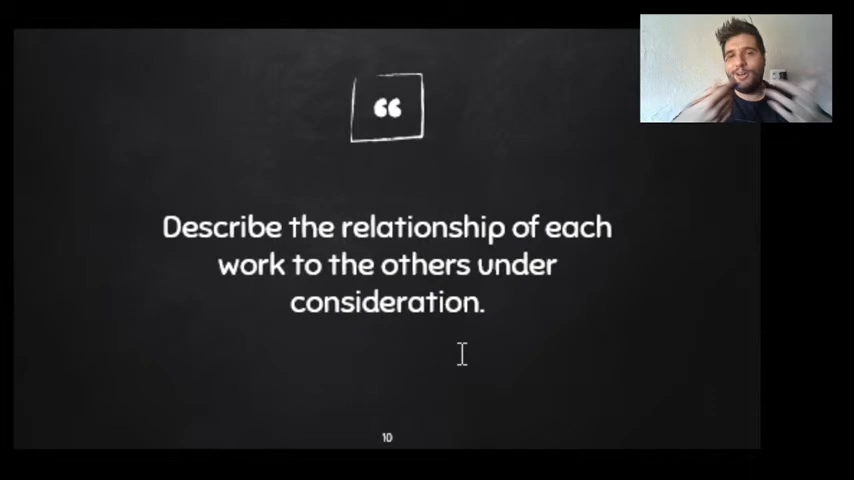 “
Describe the relationship of each
work to the others under
consideration.
10